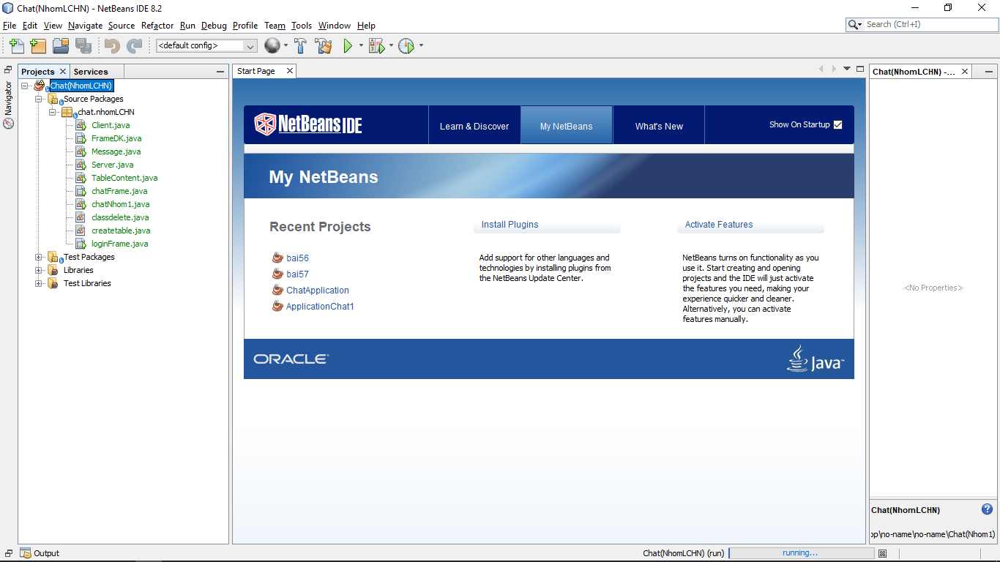 Chat(NhomLCHN) - NetBeans IDE 8.2
File Edit View Navigate Source Refactor Run Debug Profile Team Tools Window Help
Search (Ctrl+I)
<default config>
Navigator
Projects
Services
Chat(NhomLCHN)
Source Packages
chat.nhomLCHN
Client.java
FrameDK.java
Message.java
Server.java
TableContent.java
chatFrame.java
chatNhom1.java
classdelete.java
createtable.java
loginFrame.java
Test Packages
Libraries
Test Libraries
Start Page
NetBeans IDE
Learn & Discover
My NetBeans
What's New
Show On Startup
My NetBeans
Recent Projects
bai56
bai57
ChatApplication
ApplicationChat1
Install Plugins
Add support for other languages and
technologies by installing plugins from
the NetBeans Update Center.
Activate Features
NetBeans turns on functionality as you
use it. Start creating and opening
projects and the IDE will just activate
the features you need, making your
experience quicker and cleaner.
Alternatively, you can activate
features manually.
ORACLE
Java™
Chat(NhomLCHN) -...
<No Properties>
Chat(NhomLCHN)
\no-name\no-name\Chat(Nhom1)
Output
Chat(NhomLCHN) (run)
running...